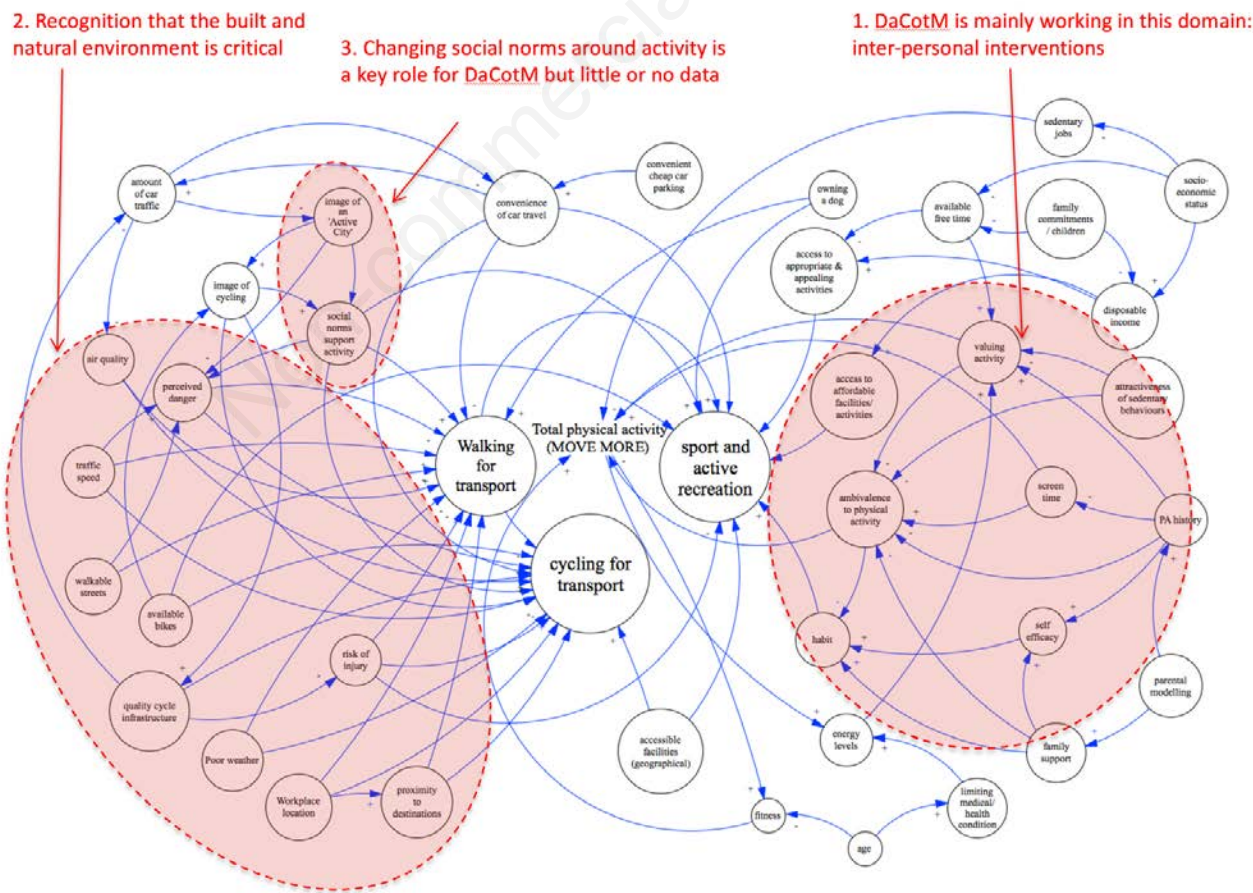 2. Recognition that the built and
natural environment is critical
3. Changing social norms around activity is
a key role for DaCotM but little or no data
1. DaCotM is mainly working in this domain:
inter-personal interventions
amount
of car
traffic
image of
an
'Active
City'
convenience
of car travel
convenient
cheap car
parking
owning
a dog
sedentary
jobs
socio-
economic
status
available
free time
family
commitments
/ children
access to
appropriate &
appealing
activities
image of
cycling
social
norms
support
activity
disposable
income
air quality
perceived
danger
valuing
activity
access to
affordable
facilities/
activities
attractiveness
of sedentary
behaviours
traffic
speed
Walking
for
transport
Total physical activity
(MOVE MORE)
sport and
active
recreation
ambivalence
to physical
activity
screen
time
PA history
cycling for
transport
walkable
streets
available
bikes
risk of
injury
habit
self
efficacy
quality cycle
infrastructure
parental
modelling
Poor weather
accessible
facilities
(geographical)
energy
levels
family
support
Workplace
location
proximity
to
destinations
fitness
limiting
medical/
health
condition
age